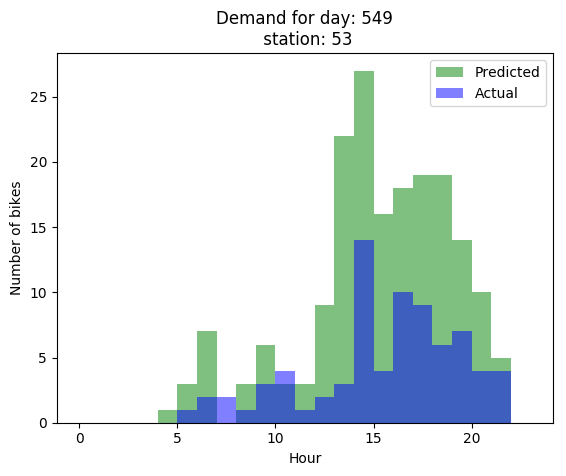 Demand for day: 549
station: 53
Predicted
Actual
Number of bikes
25
20
15
10
5
0
0
5
10
15
20
Hour